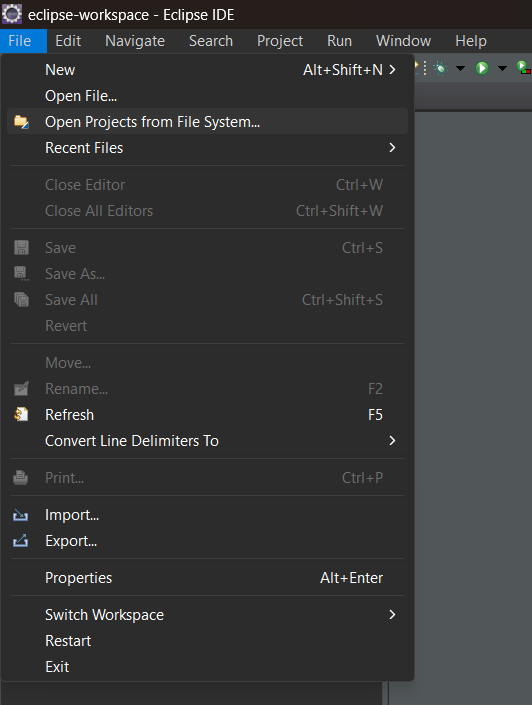 eclipse-workspace - Eclipse IDE
File Edit Navigate Search Project Run Window Help
New Alt+Shift+N
Open File...
Open Projects from File System...
Recent Files
Close Editor Ctrl+W
Close All Editors Ctrl+Shift+W
Save Ctrl+S
Save As...
Save All Ctrl+Shift+S
Revert
Move...
Rename... F2
Refresh F5
Convert Line Delimiters To
Print... Ctrl+P
Import...
Export...
Properties Alt+Enter
Switch Workspace
Restart
Exit